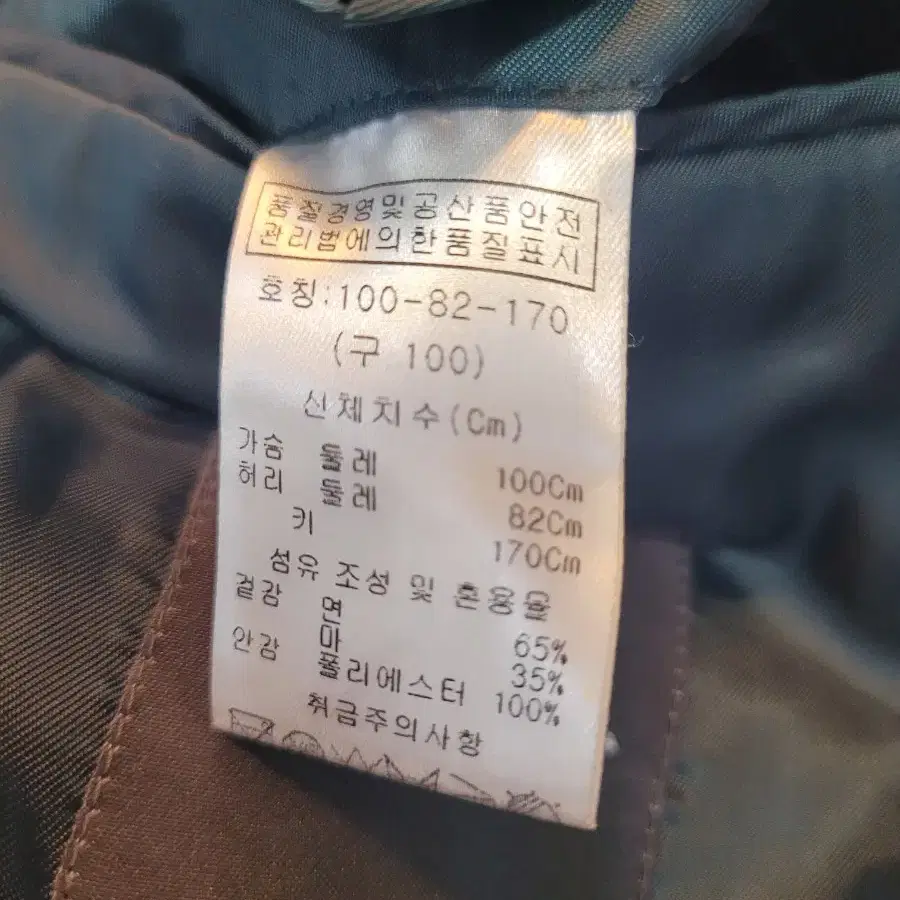 품질경영및공산품안전
관리법에의한품질표시
호칭:100-82-170
(구 100)
신체치수(Cm)
가슴 둘레 100Cm
허리 둘레 82Cm
키 170Cm
섬유 조성 및 혼용율
겉감 면 65%
마 35%
안감 폴리에스터 100%
취급주의사항